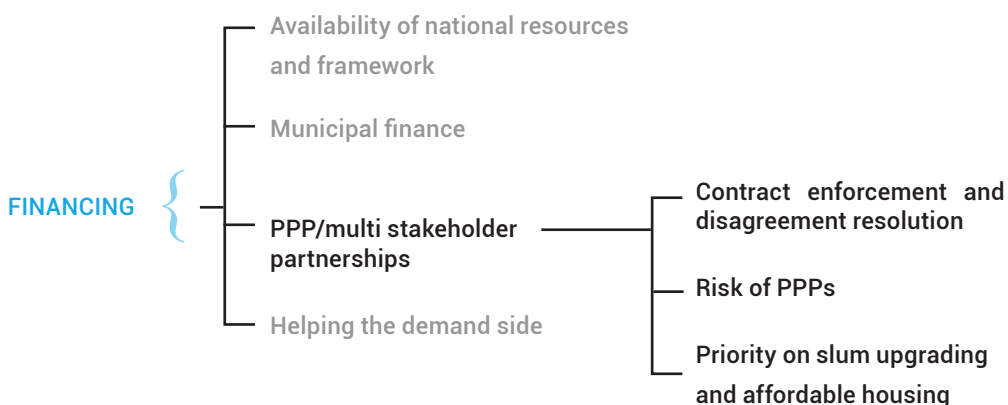 FINANCING
Availability of national resources
and framework
Municipal finance
PPP/multi stakeholder
partnerships
Helping the demand side
Contract enforcement and
disagreement resolution
Risk of PPPs
Priority on slum upgrading
and affordable housing